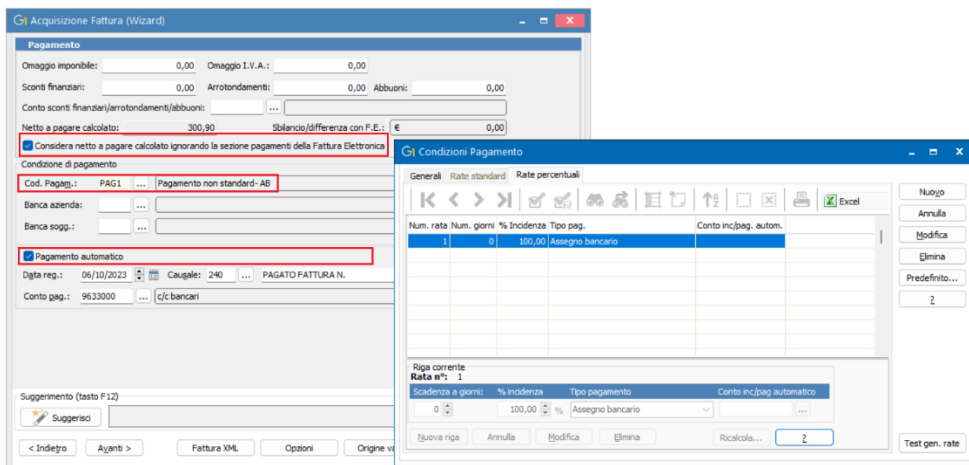 GI Acquisizione Fattura (Wizard)
Pagamento
Omaggio imponibile: 0,00 Omaggio I.V.A.: 0,00
Sconti finanziari: 0,00 Arrotondamenti: 0,00 Abbuoni: 0,00
Conto sconti finanziari/arrotondamenti/abbuoni: ...
Netto a pagare calcolato: 300,90 Sbilancio/differenza con F.E.: € 0,00
Considera netto a pagare calcolato ignorando la sezione pagamenti della Fattura Elettronica
Condizione di pagamento
Cod. Pagam.: PAG1 ... Pagamento non standard- AB
Banca azienda: ...
Banca sogg.: ...
Pagamento automatico
Data reg.: 06/10/2023 Causale: 240 ... PAGATO FATTURA N.
Conto pag.: 9633000 ... c/c bancari
Suggerimento (tasto F12)
Suggerisci
< Indietro Avanti > Fattura XML Opzioni Origine va
GI Condizioni Pagamento
Generali Rate standard Rate percentuali
Excel
Num. rata Num. giorni % Incidenza Tipo pag. Conto inc/pag. autom.
1 0 100,00 Assegno bancario
Riga corrente
Rata n°: 1
Scadenza a giorni: % incidenza Tipo pagamento Conto inc/pag automatico
0 100,00 % Assegno bancario ...
Nuova riga Annulla Modifica Elimina Ricalcola... ?
Nuovo
Annulla
Modifica
Elimina
Predefinito...
?
Test gen. rate